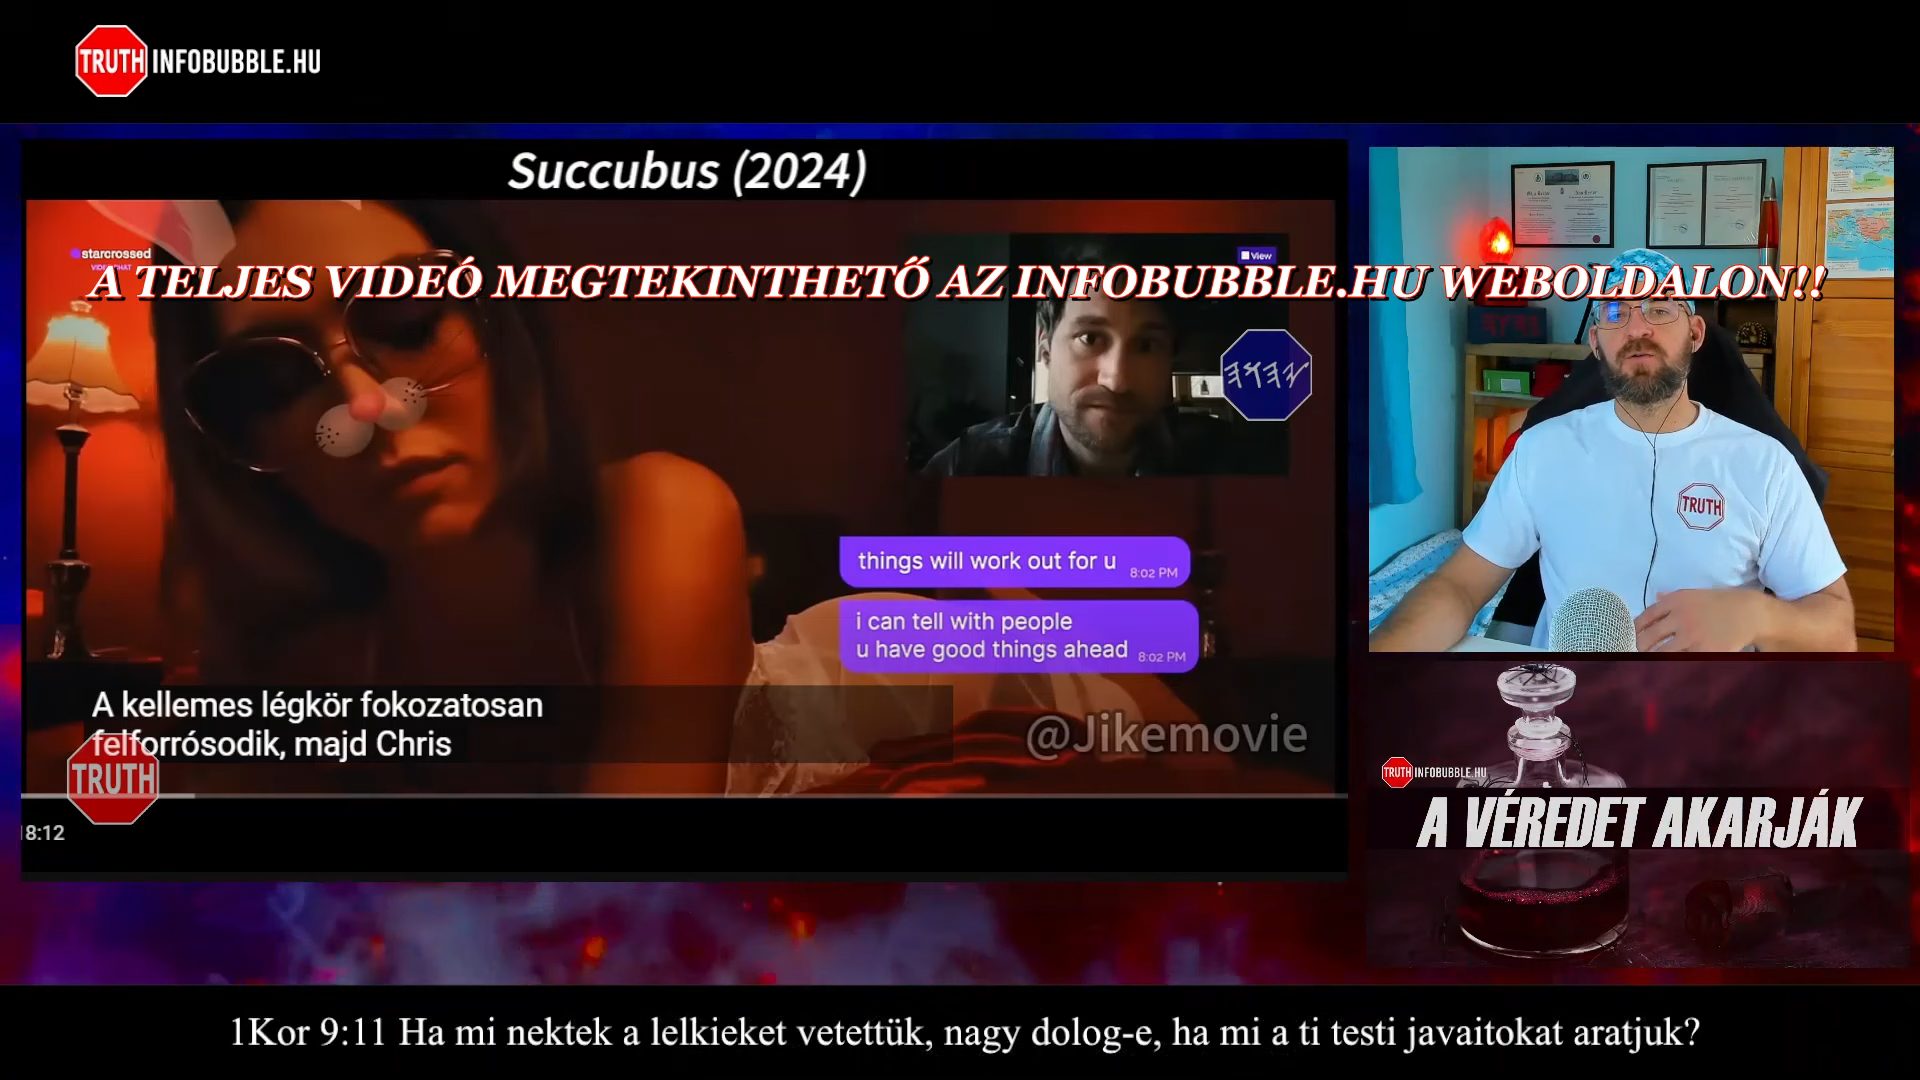 TRUTH INFOBUBBLE.HU
Succubus (2024)
starcrossed
View
A TELJES VIDEÓ MEGTEKINTHETŐ AZ INFOBUBBLE.HU WEBOLDALON!!
𐤉𐤄𐤅𐤄
TRUTH
things will work out for u 8:02 PM
i can tell with people
u have good things ahead 8:02 PM
A kellemes légkör fokozatosan
felforrósodik, majd Chris
@Jikemovie
TRUTH
8:12
TRUTH INFOBUBBLE.HU
A VÉREDET AKARJÁK
1Kor 9:11 Ha mi nektek a lelkieket vetettük, nagy dolog-e, ha mi a ti testi javaitokat aratjuk?